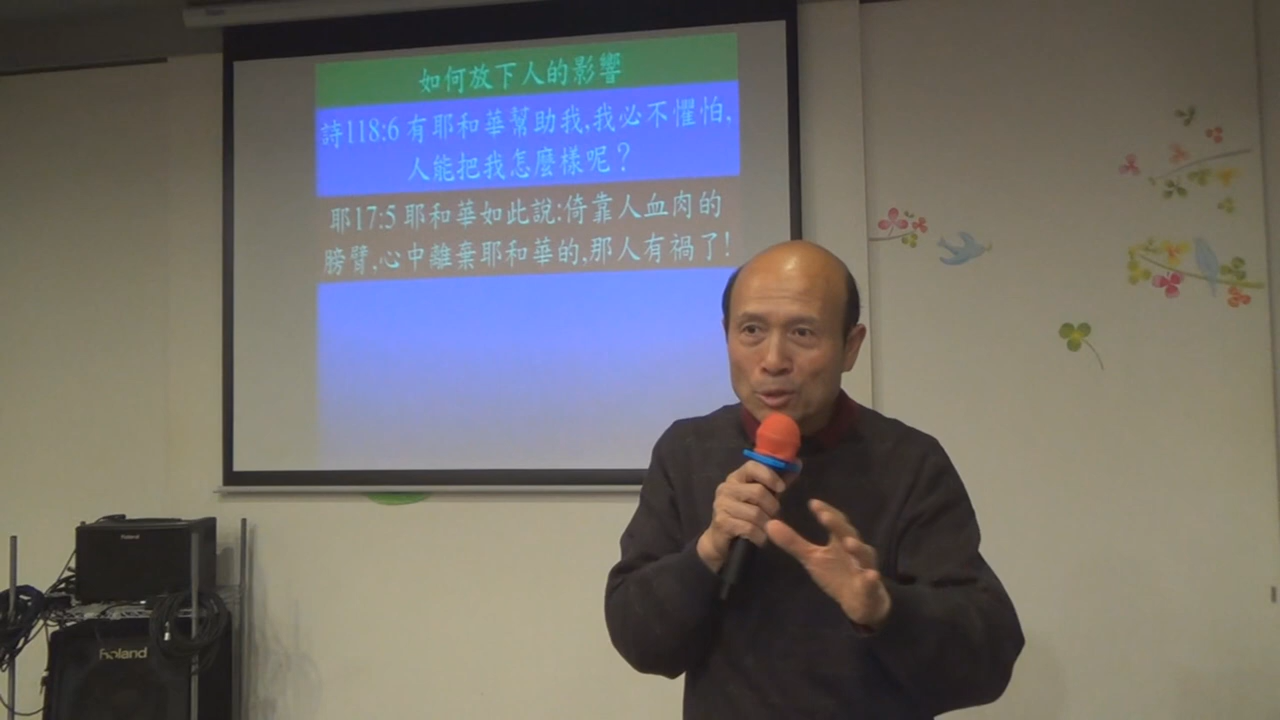 如何放下人的影響
詩118:6 有耶和華幫助我,我必不懼怕,
人能把我怎麼樣呢？
耶17:5 耶和華如此說:倚靠人血肉的
膀臂,心中離棄耶和華的,那人有禍了!
Roland
Roland